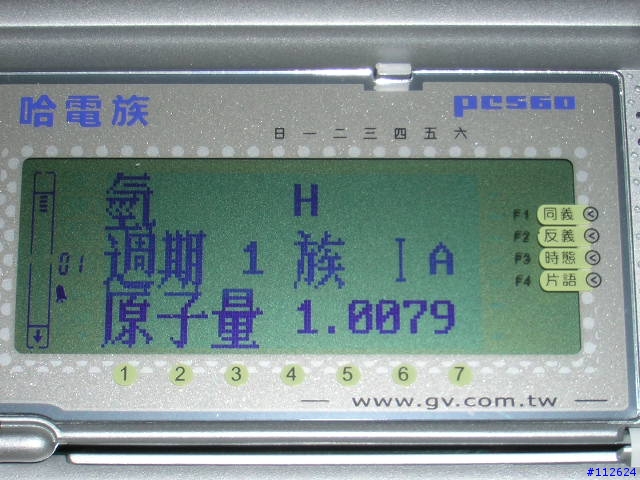 哈電族
PCS60
日 一 二 三 四 五 六
氫 H
週期 1 族 IA
原子量 1.0079
01
F1 同義 <
F2 反義 <
F3 時態 <
F4 片語 <
1 2 3 4 5 6 7
www.gv.com.tw
#112624